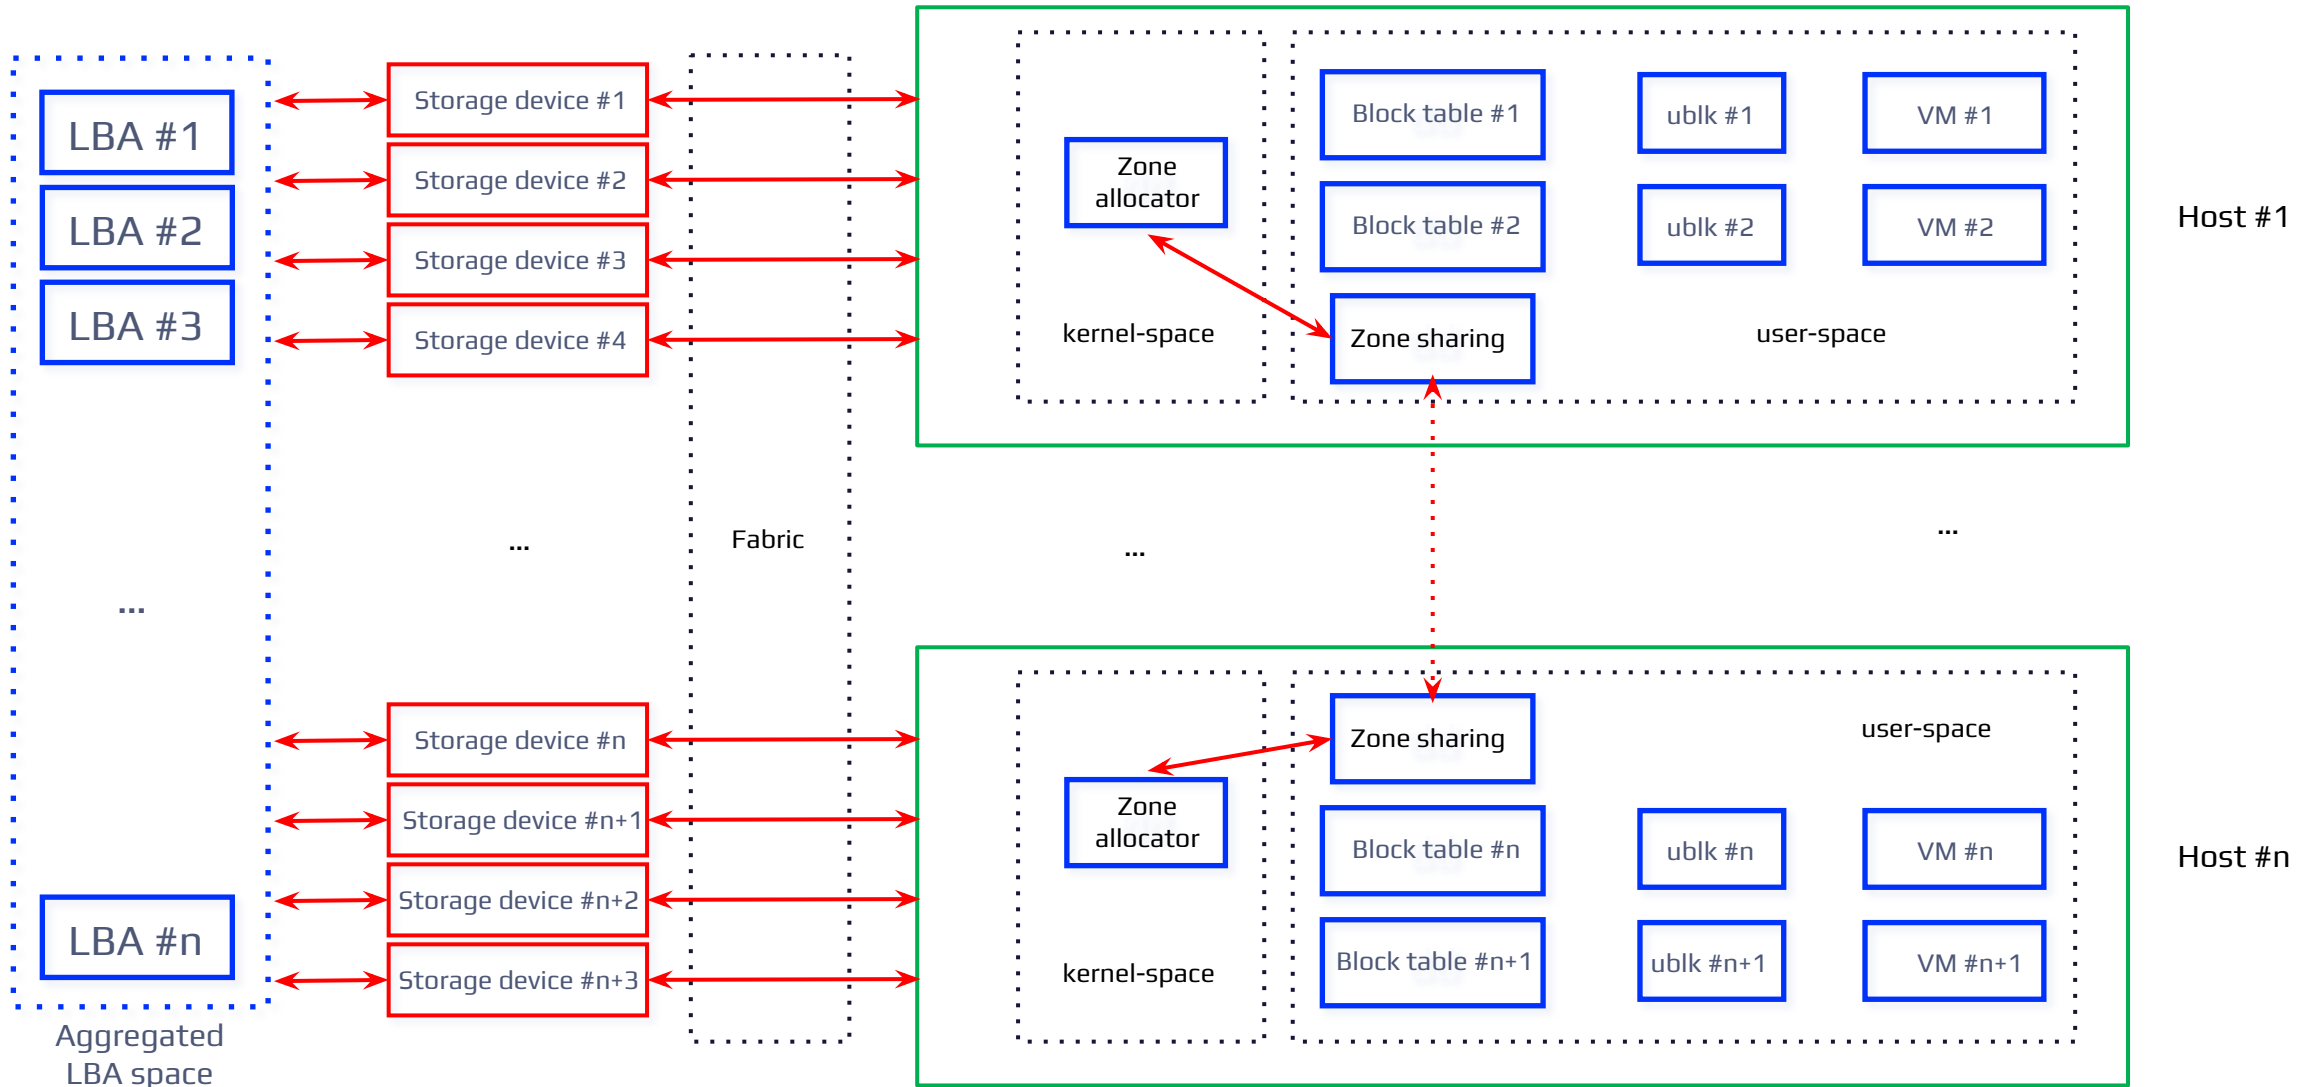 LBA #1
LBA #2
LBA #3
...
LBA #n
Aggregated
LBA space
Storage device #1
Storage device #2
Storage device #3
Storage device #4
...
Storage device #n
Storage device #n+1
Storage device #n+2
Storage device #n+3
Fabric
Zone
allocator
kernel-space
Block table #1
Block table #2
Zone sharing
ublk #1
ublk #2
VM #1
VM #2
user-space
Host #1
...
...
Zone
allocator
kernel-space
Zone sharing
Block table #n
Block table #n+1
user-space
ublk #n
ublk #n+1
VM #n
VM #n+1
Host #n